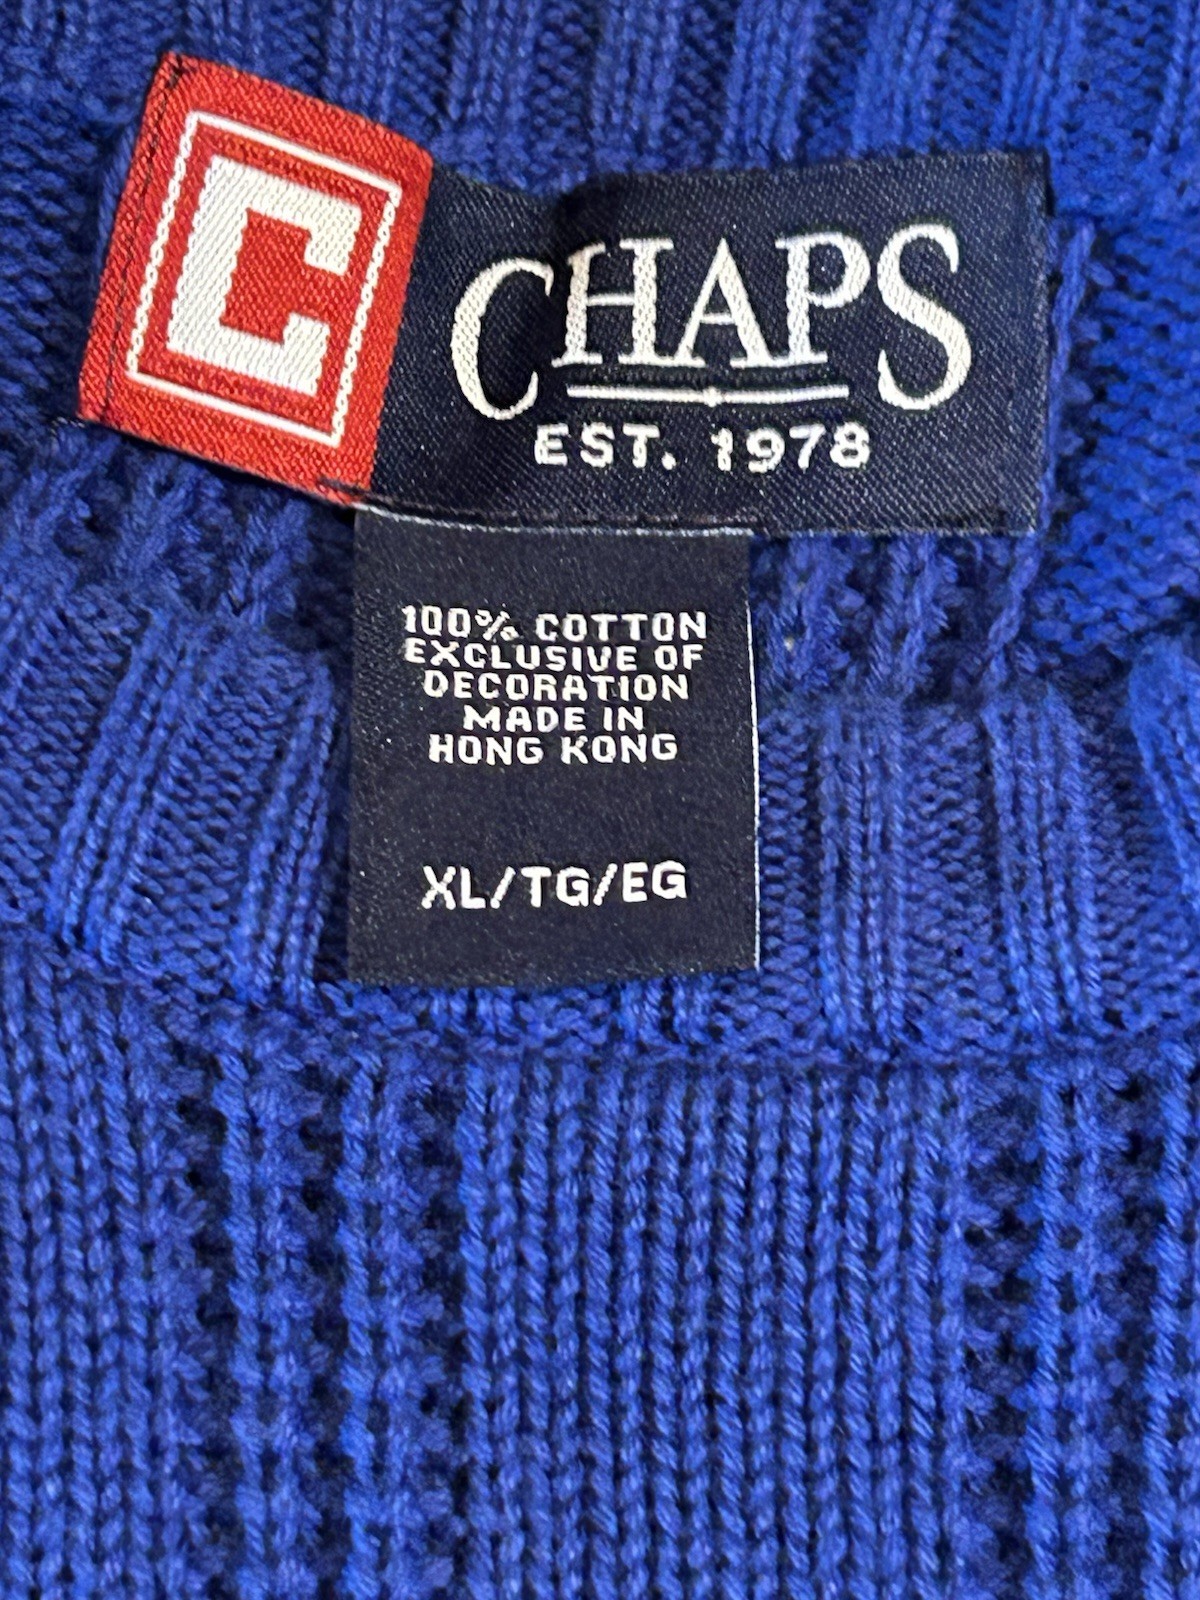 C
CHAPS
EST. 1978
100% COTTON
EXCLUSIVE OF
DECORATION
MADE IN
HONG KONG
XL/TG/EG